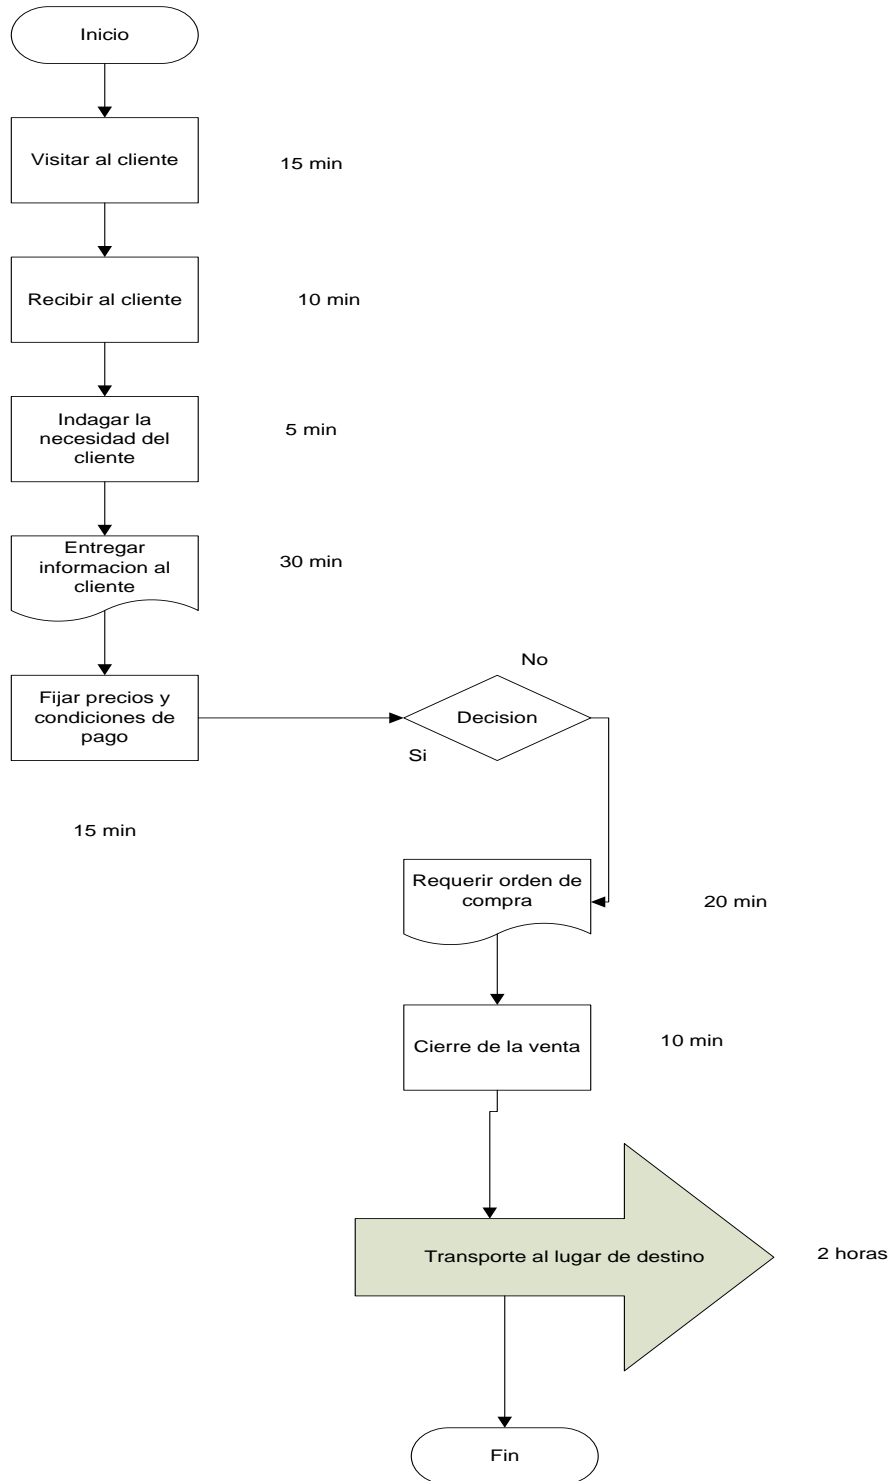 Inicio
Visitar al cliente
15 min
Recibir al cliente
10 min
Indagar la
necesidad del
cliente
5 min
Entregar
informacion al
cliente
30 min
Fijar precios y
condiciones de
pago
15 min
No
Decision
Si
Requerir orden de
compra
20 min
Cierre de la venta
10 min
Transporte al lugar de destino
2 horas
Fin